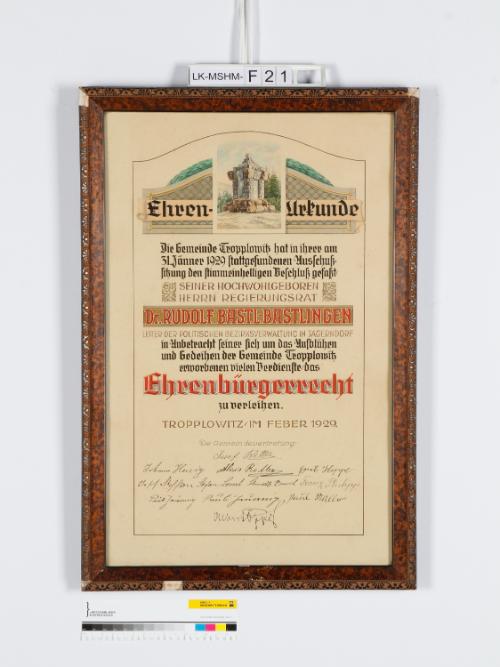 LK-MSHM- F 21
Ehren- Urkunde
Die Gemeinde Tropplowitz hat in ihrer am
31. Jänner 1929 stattgefundenen Ausschuß-
sitzung den stimmeinhelligen Beschluß gefaßt
SEINER HOCHWOHLGEBOREN
HERRN REGIERUNGSRAT
Dr. RUDOLF BASTL-BASTLINGEN
LEITER DER POLITISCHEN BEZIRKSVERWALTUNG IN JÄGERNDORF
in Anbetracht seiner sich um das Aufblühen
und Gedeihen der Gemeinde Tropplowitz
erworbenen vielen Verdienste das
Ehrenbürgerrecht
zu verleihen.
TROPPLOWITZ / IM FEBER 1929.
Die Gemeindevertretung:
Josef